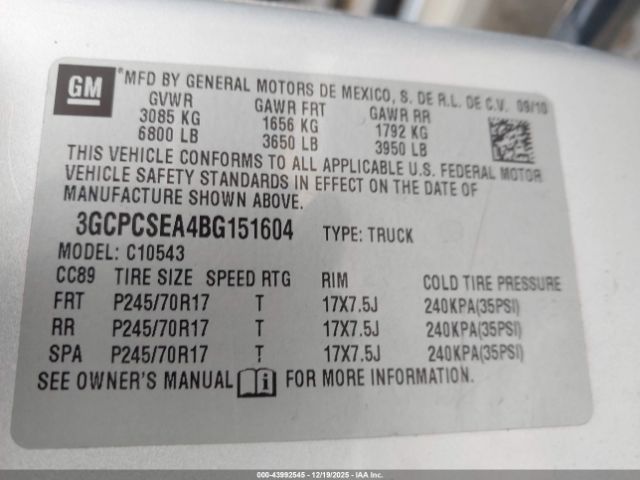 GM
*MFD BY GENERAL MOTORS DE MEXICO, S. DE R.L. DE C.V. 09/10
GVWR GAWR FRT GAWR RR
3085 KG 1656 KG 1792 KG
6800 LB 3650 LB 3950 LB
THIS VEHICLE CONFORMS TO ALL APPLICABLE U.S. FEDERAL MOTOR
VEHICLE SAFETY STANDARDS IN EFFECT ON THE DATE OF
MANUFACTURE SHOWN ABOVE.
3GCPCSEA4BG151604 TYPE: TRUCK
MODEL: C10543
CC89 TIRE SIZE SPEED RTG RIM COLD TIRE PRESSURE
FRT P245/70R17 T 17X7.5J 240KPA(35PSI)
RR P245/70R17 T 17X7.5J 240KPA(35PSI)
SPA P245/70R17 T 17X7.5J 240KPA(35PSI)
SEE OWNER'S MANUAL FOR MORE INFORMATION.
000-43992545 - 12/19/2025 - IAA Inc.